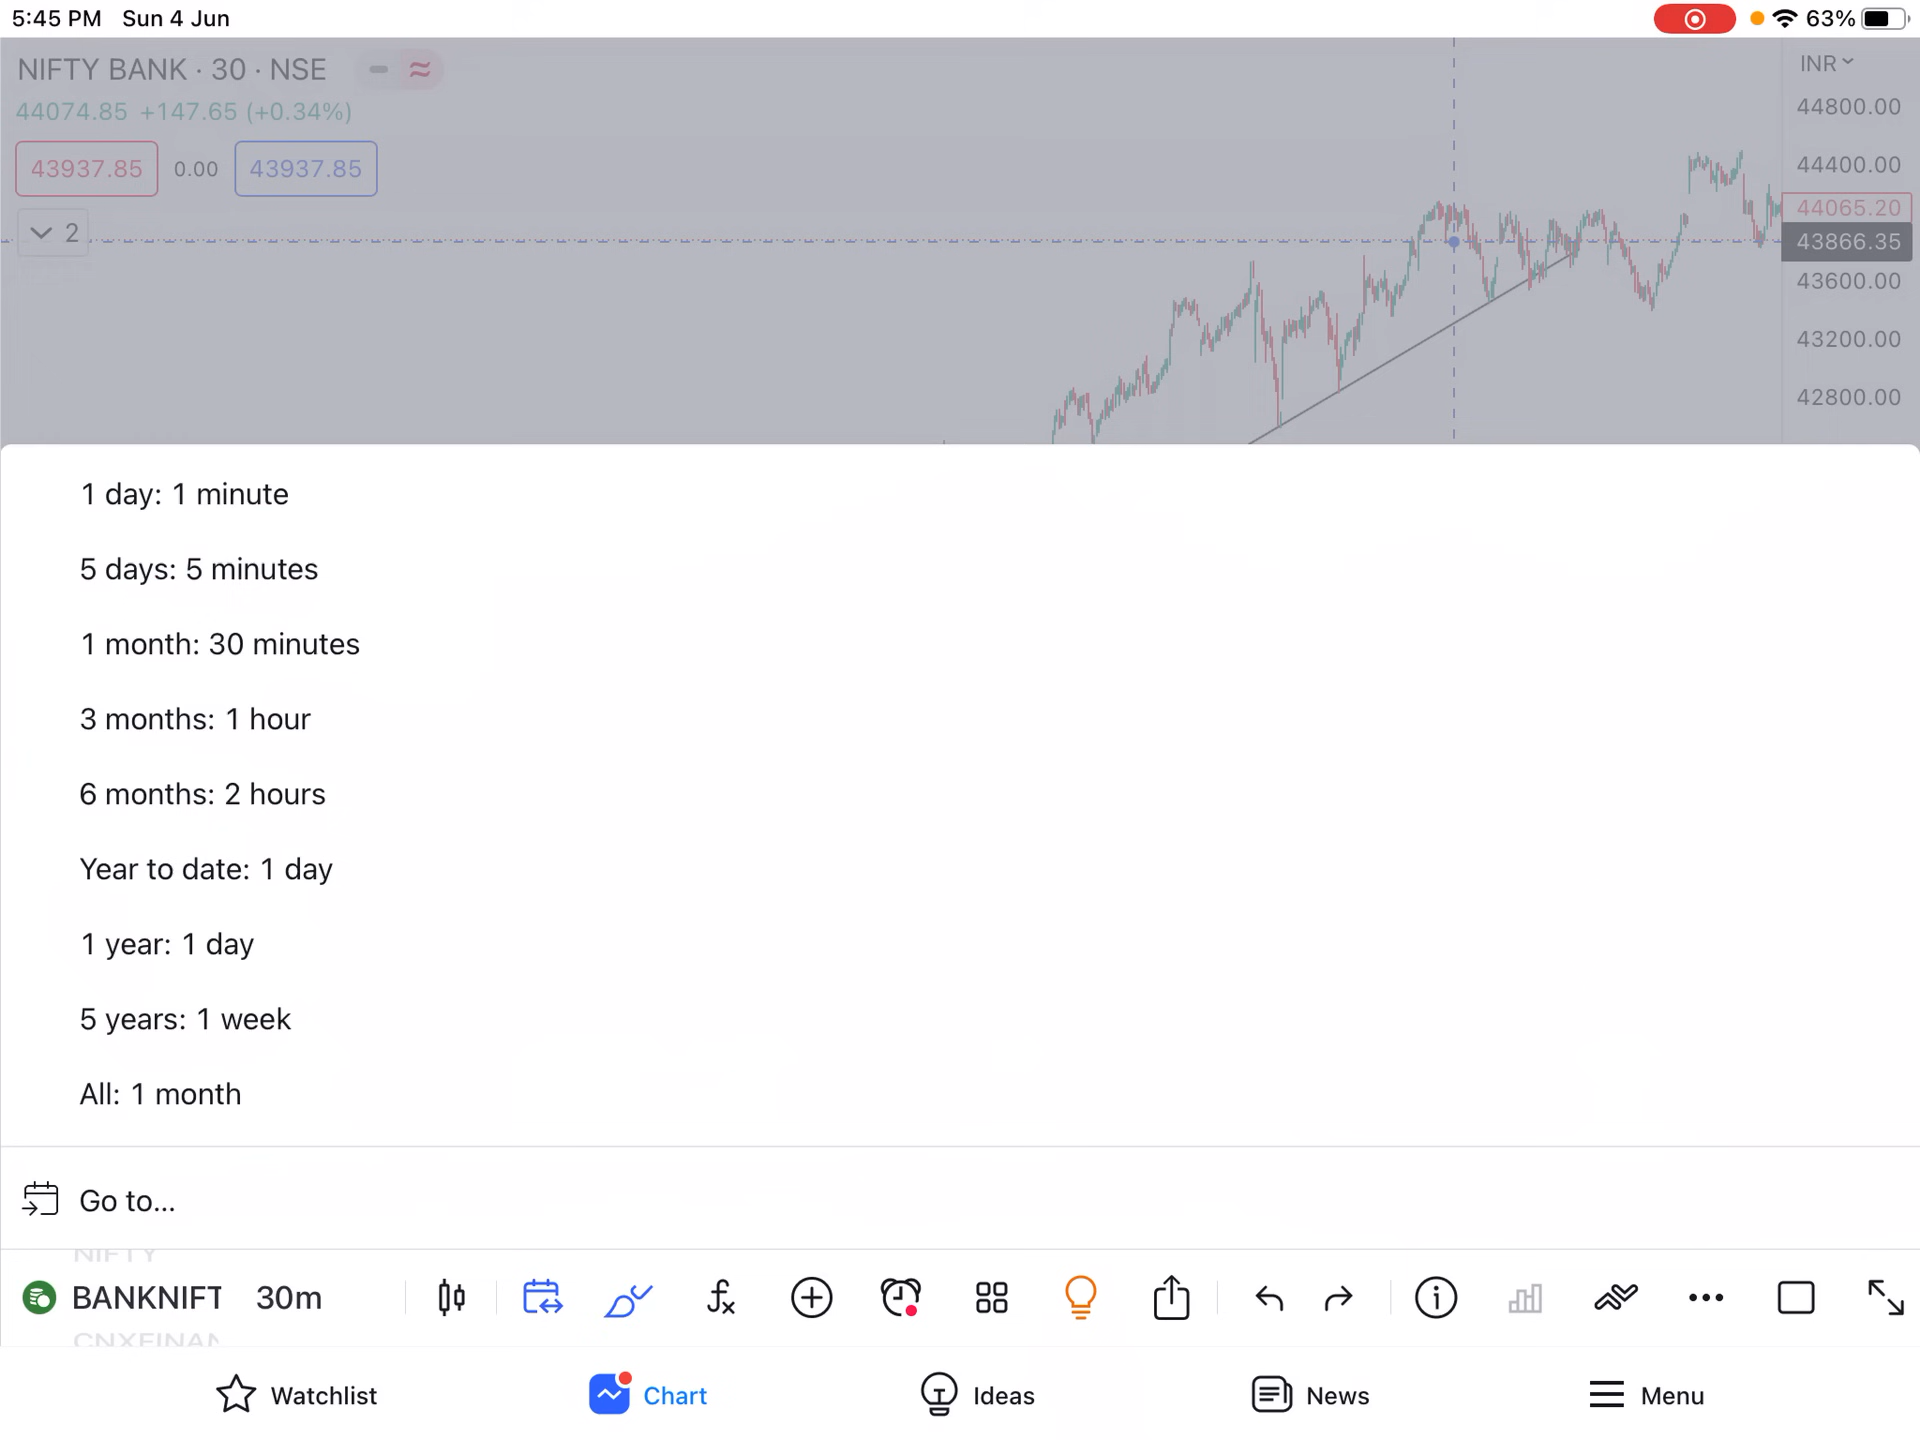 5:45 PM Sun 4 Jun 63%
NIFTY BANK · 30 · NSE
INR
44074.85 +147.65 (+0.34%)
43937.85 0.00 43937.85
2
44800.00
44400.00
44065.20
43866.35
43600.00
43200.00
42800.00
1 day: 1 minute
5 days: 5 minutes
1 month: 30 minutes
3 months: 1 hour
6 months: 2 hours
Year to date: 1 day
1 year: 1 day
5 years: 1 week
All: 1 month
Go to...
NIFTY
BANKNIFT 30m
CNXFINAN
Watchlist Chart Ideas News Menu